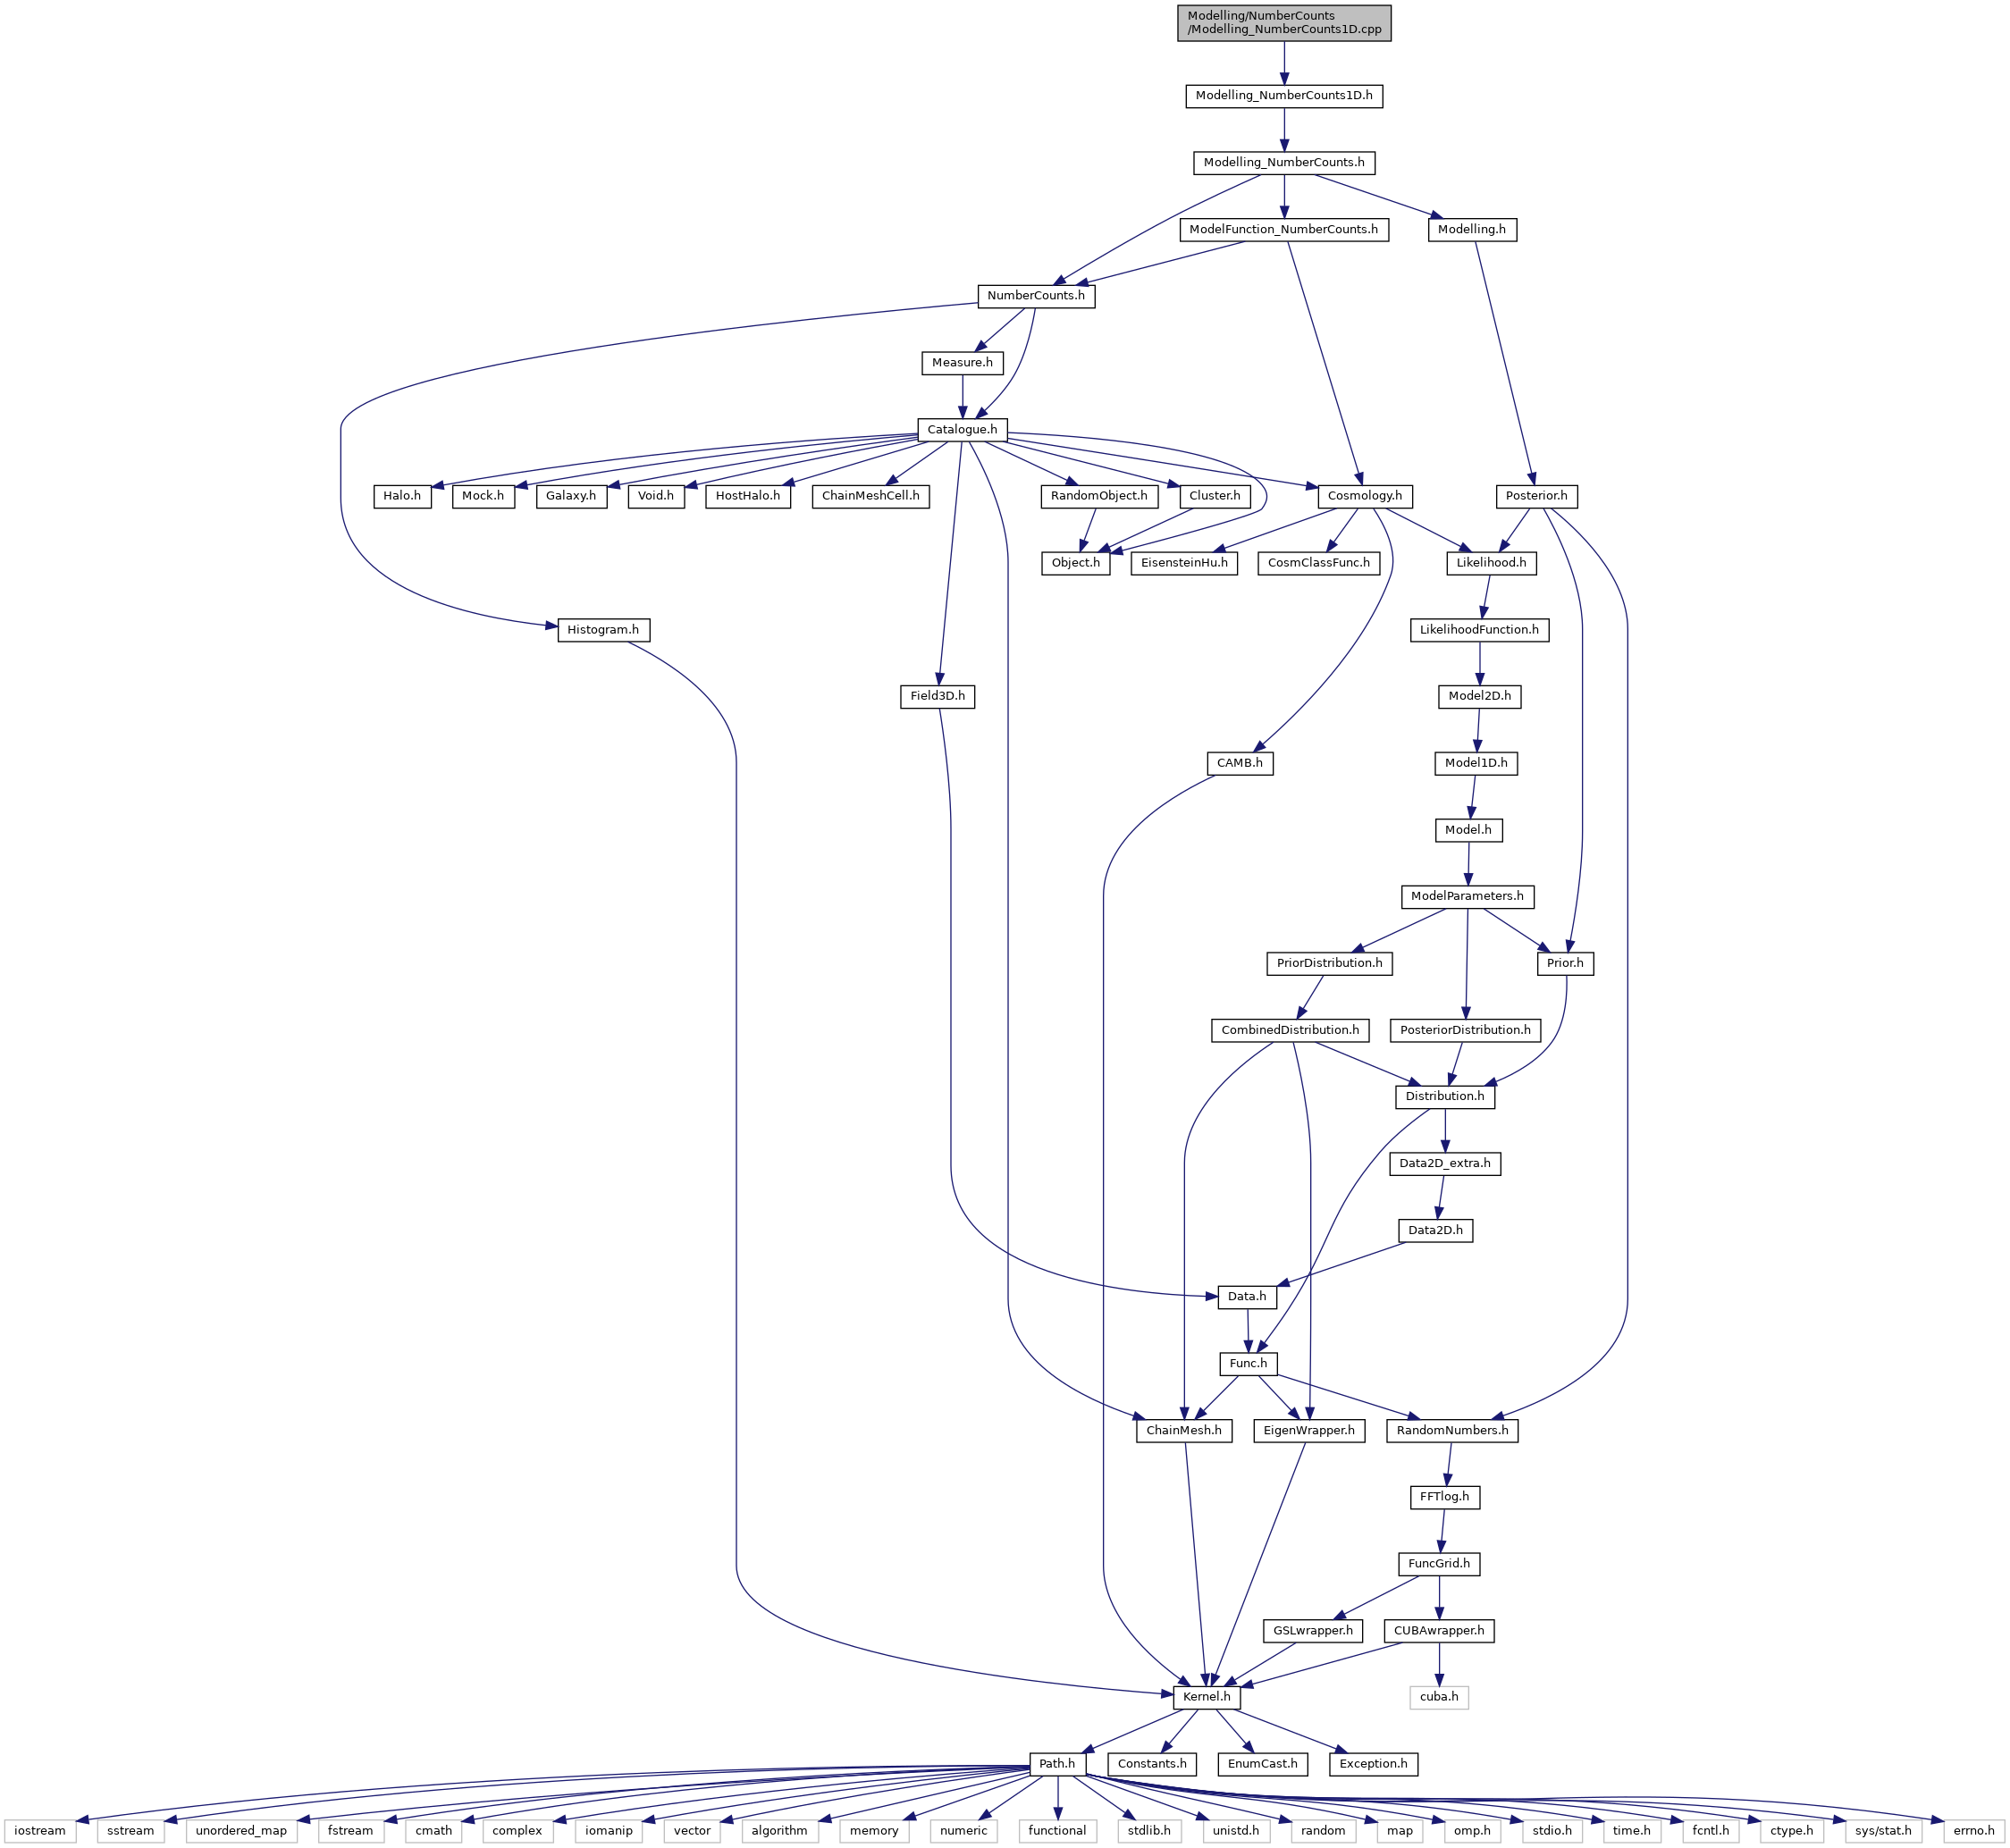 Modelling/NumberCounts
/Modelling_NumberCounts1D.cpp
Modelling_NumberCounts1D.h
Modelling_NumberCounts.h
ModelFunction_NumberCounts.h
Modelling.h
NumberCounts.h
Measure.h
Catalogue.h
Halo.h
Mock.h
Galaxy.h
Void.h
HostHalo.h
ChainMeshCell.h
RandomObject.h
Cluster.h
Cosmology.h
Posterior.h
Object.h
EisensteinHu.h
CosmClassFunc.h
Likelihood.h
Histogram.h
LikelihoodFunction.h
Field3D.h
Model2D.h
CAMB.h
Model1D.h
Model.h
ModelParameters.h
PriorDistribution.h
Prior.h
CombinedDistribution.h
PosteriorDistribution.h
Distribution.h
Data2D_extra.h
Data2D.h
Data.h
Func.h
ChainMesh.h
EigenWrapper.h
RandomNumbers.h
FFTlog.h
FuncGrid.h
GSLwrapper.h
CUBAwrapper.h
Kernel.h
cuba.h
Path.h
Constants.h
EnumCast.h
Exception.h
iostream
sstream
unordered_map
fstream
cmath
complex
iomanip
vector
algorithm
memory
numeric
functional
stdlib.h
unistd.h
random
map
omp.h
stdio.h
time.h
fcntl.h
ctype.h
sys/stat.h
errno.h